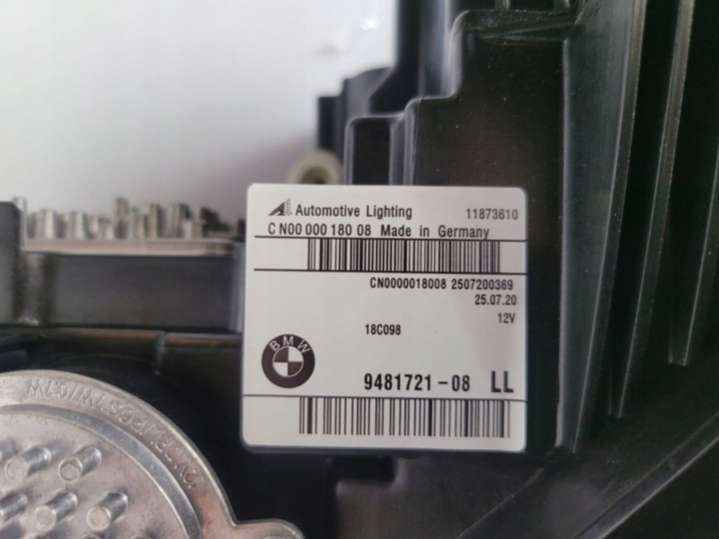 Automotive Lighting 11873610
C N00 000 180 08 Made in Germany
CN0000018008 2507200369
25.07.20
12V
18C098
BMW
9481721-08 LL